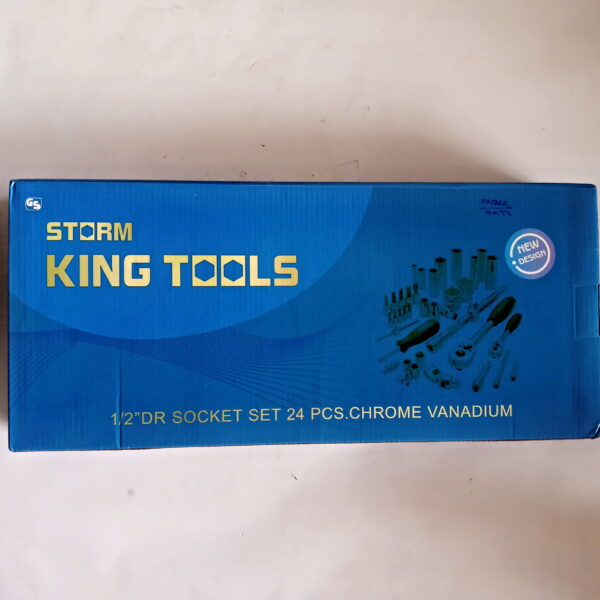 GS
STORM
KING TOOLS
NEW
DESIGN
1/2"DR SOCKET SET 24 PCS.CHROME VANADIUM